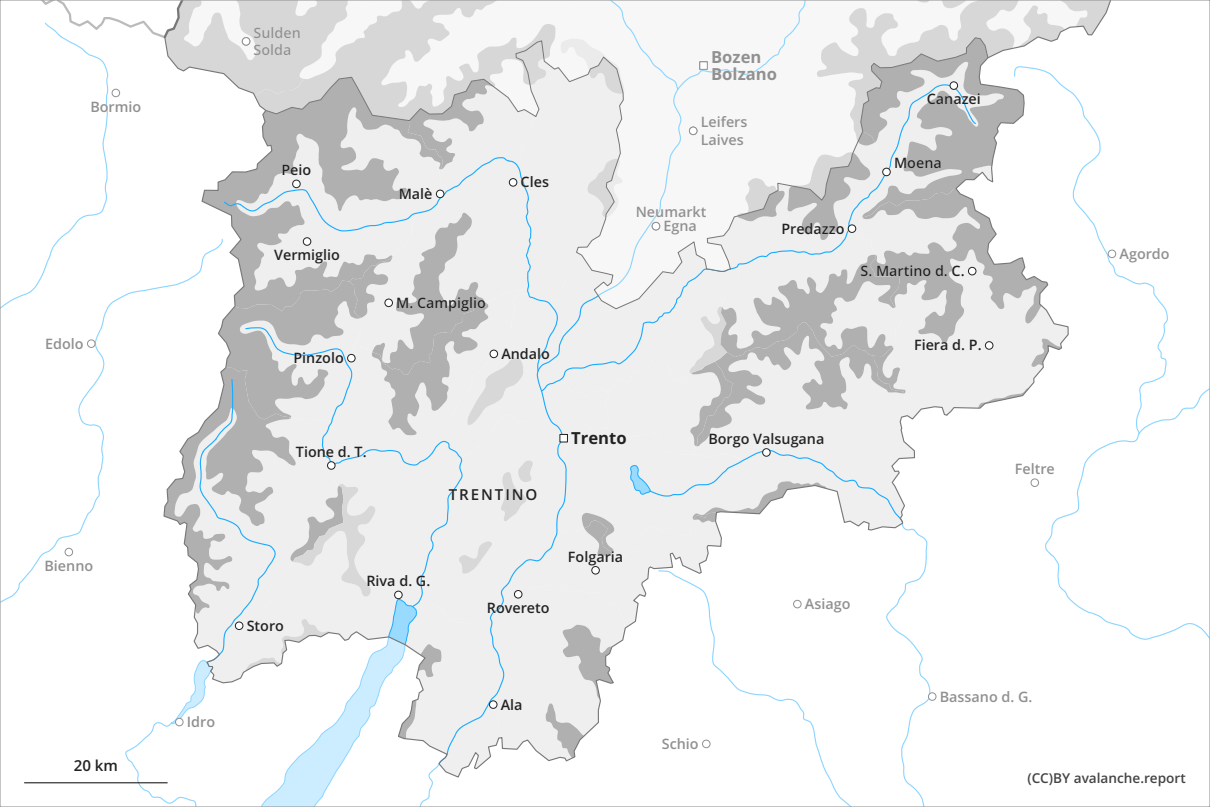 Sulden
Solda
Bozen
Bolzano
Bormio
Canazei
Leifers
Laives
Moena
Peio
Malè
Cles
Neumarkt
Egna
Predazzo
Vermiglio
Agordo
S. Martino d. C.
M. Campiglio
Edolo
Pinzolo
Andalo
Fiera d. P.
Trento
Borgo Valsugana
Tione d. T.
Feltre
TRENTINO
Folgaria
Bienno
Riva d. G.
Rovereto
Asiago
Storo
Bassano d. G.
Ala
Idro
Schio
20 km
(CC)BY avalanche.report